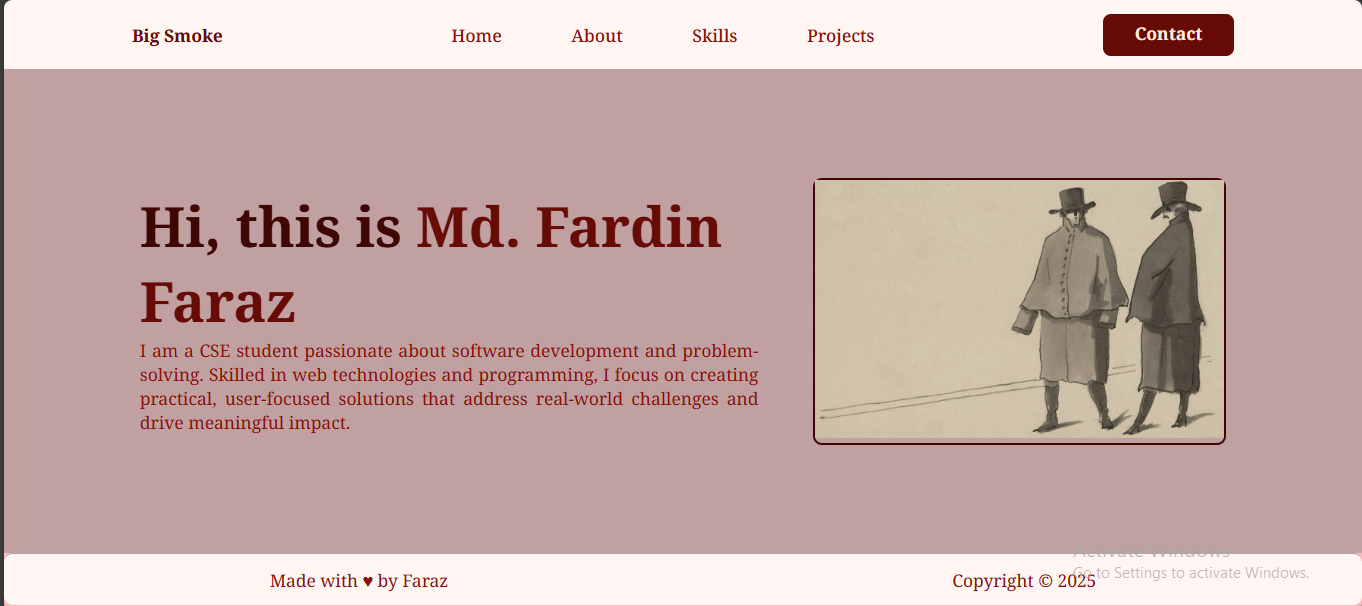 Big Smoke
Home
About
Skills
Projects
Contact
Hi, this is Md. Fardin
Faraz
I am a CSE student passionate about software development and problem-
solving. Skilled in web technologies and programming, I focus on creating
practical, user-focused solutions that address real-world challenges and
drive meaningful impact.
Activate Windows
Go to Settings to activate Windows.
Made with ♥ by Faraz
Copyright © 2025